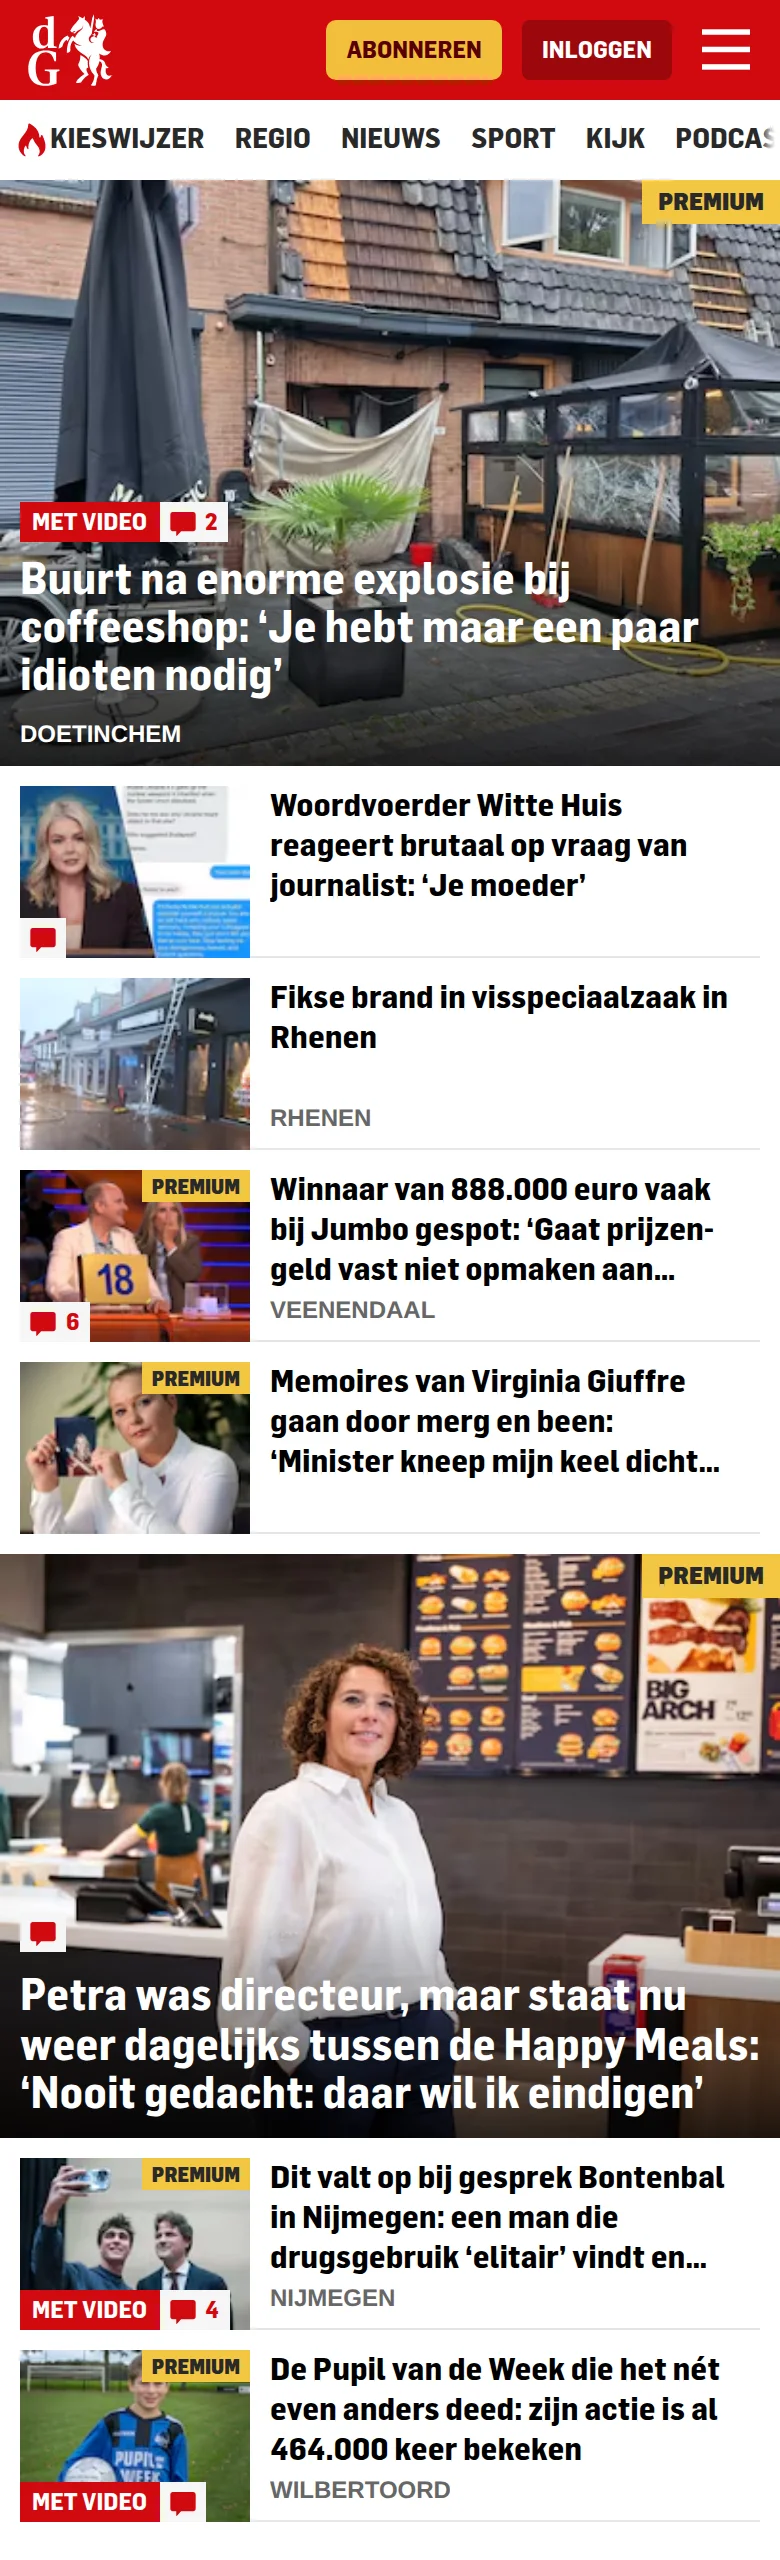 dG
ABONNEREN
INLOGGEN
KIESWIJZER REGIO NIEUWS SPORT KIJK
PREMIUM
MET VIDEO 2
Buurt na enorme explosie bij
coffeeshop: ‘Je hebt maar een paar
idioten nodig’
DOETINCHEM
Woordvoerder Witte Huis
reageert brutaal op vraag van
journalist: ‘Je moeder’
Fikse brand in visspeciaalzaak in
Rhenen
RHENEN
PREMIUM
18
6
Winnaar van 888.000 euro vaak
bij Jumbo gespot: ‘Gaat prijzen-
geld vast niet opmaken aan...
VEENENDAAL
PREMIUM
Memoires van Virginia Giuffre
gaan door merg en been:
‘Minister kneep mijn keel dicht...
PREMIUM
BIG
ARCH
Petra was directeur, maar staat nu
weer dagelijks tussen de Happy Meals:
‘Nooit gedacht: daar wil ik eindigen’
PREMIUM
MET VIDEO 4
Dit valt op bij gesprek Bontenbal
in Nijmegen: een man die
drugsgebruik ‘elitair’ vindt en...
NIJMEGEN
PREMIUM
PUPIL
WEEK
MET VIDEO
De Pupil van de Week die het nét
even anders deed: zijn actie is al
464.000 keer bekeken
WILBERTOORD